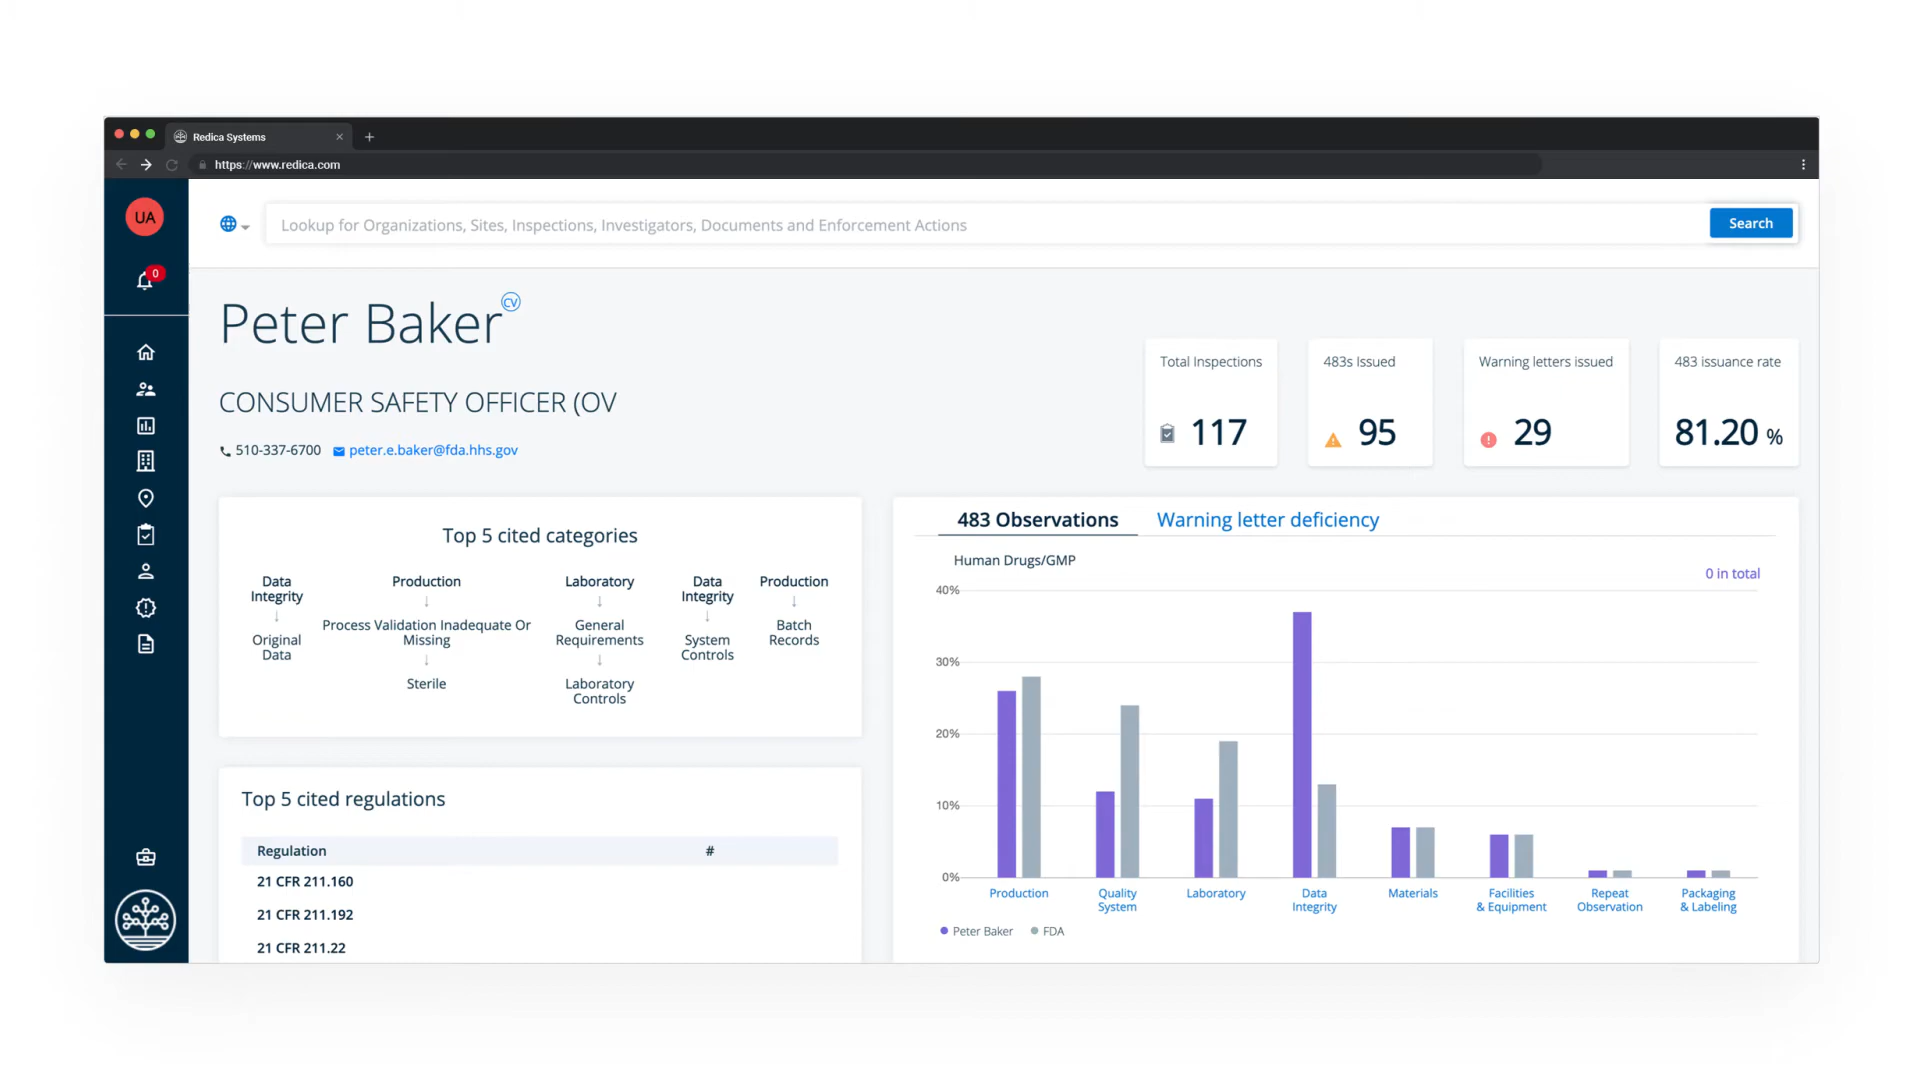 Redica Systems
https://www.redica.com
UA
0
Lookup for Organizations, Sites, Inspections, Investigators, Documents and Enforcement Actions
Search
Peter Baker CV
CONSUMER SAFETY OFFICER (OV
510-337-6700 peter.e.baker@fda.hhs.gov
Total Inspections
117
483s Issued
95
Warning letters issued
29
483 issuance rate
81.20 %
Top 5 cited categories
Data
Integrity
↓
Original
Data
Production
↓
Process Validation Inadequate Or
Missing
↓
Sterile
Laboratory
↓
General
Requirements
↓
Laboratory
Controls
Data
Integrity
↓
System
Controls
Production
↓
Batch
Records
Top 5 cited regulations
Regulation #
21 CFR 211.160
21 CFR 211.192
21 CFR 211.22
483 Observations Warning letter deficiency
Human Drugs/GMP
0 in total
40%
30%
20%
10%
0%
Production
Quality
System
Laboratory
Data
Integrity
Materials
Facilities
& Equipment
Repeat
Observation
Packaging
& Labeling
Peter Baker FDA